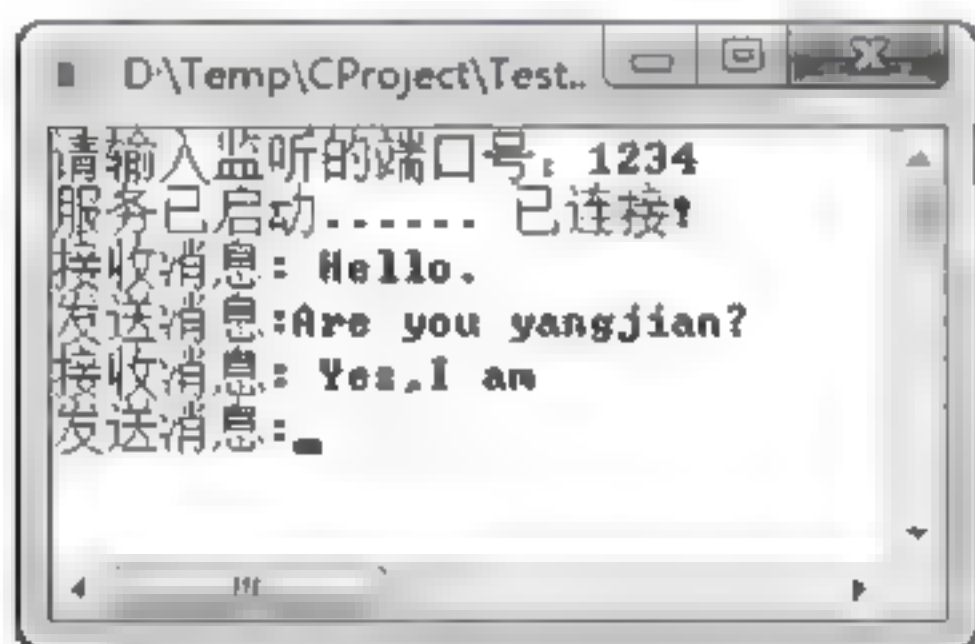 D:\Temp\CProject\Test..
请输入监听的端口号: 1234
服务已启动...... 已连接!
接收消息: Hello.
发送消息:Are you yangjian?
接收消息: Yes,I am
发送消息:_